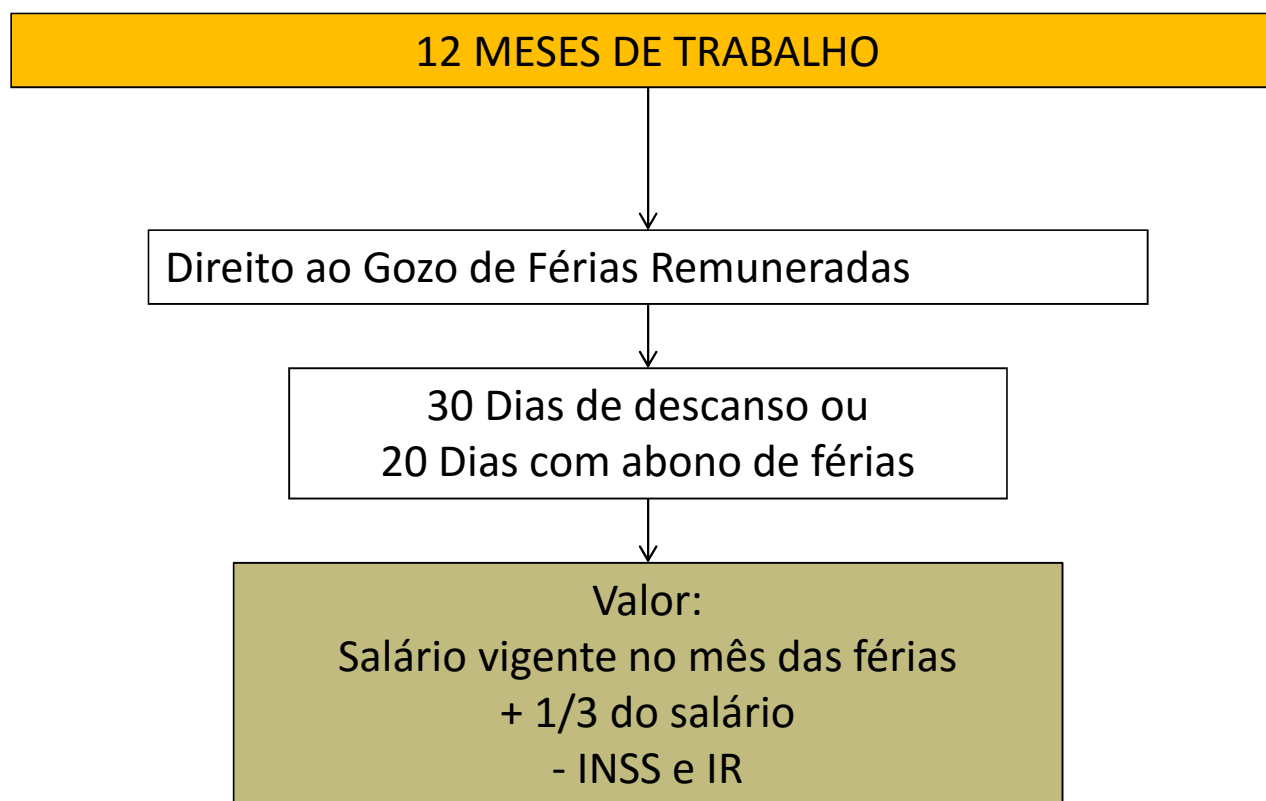 12 MESES DE TRABALHO
Direito ao Gozo de Férias Remuneradas
30 Dias de descanso ou
20 Dias com abono de férias
Valor:
Salário vigente no mês das férias
+ 1/3 do salário
- INSS e IR